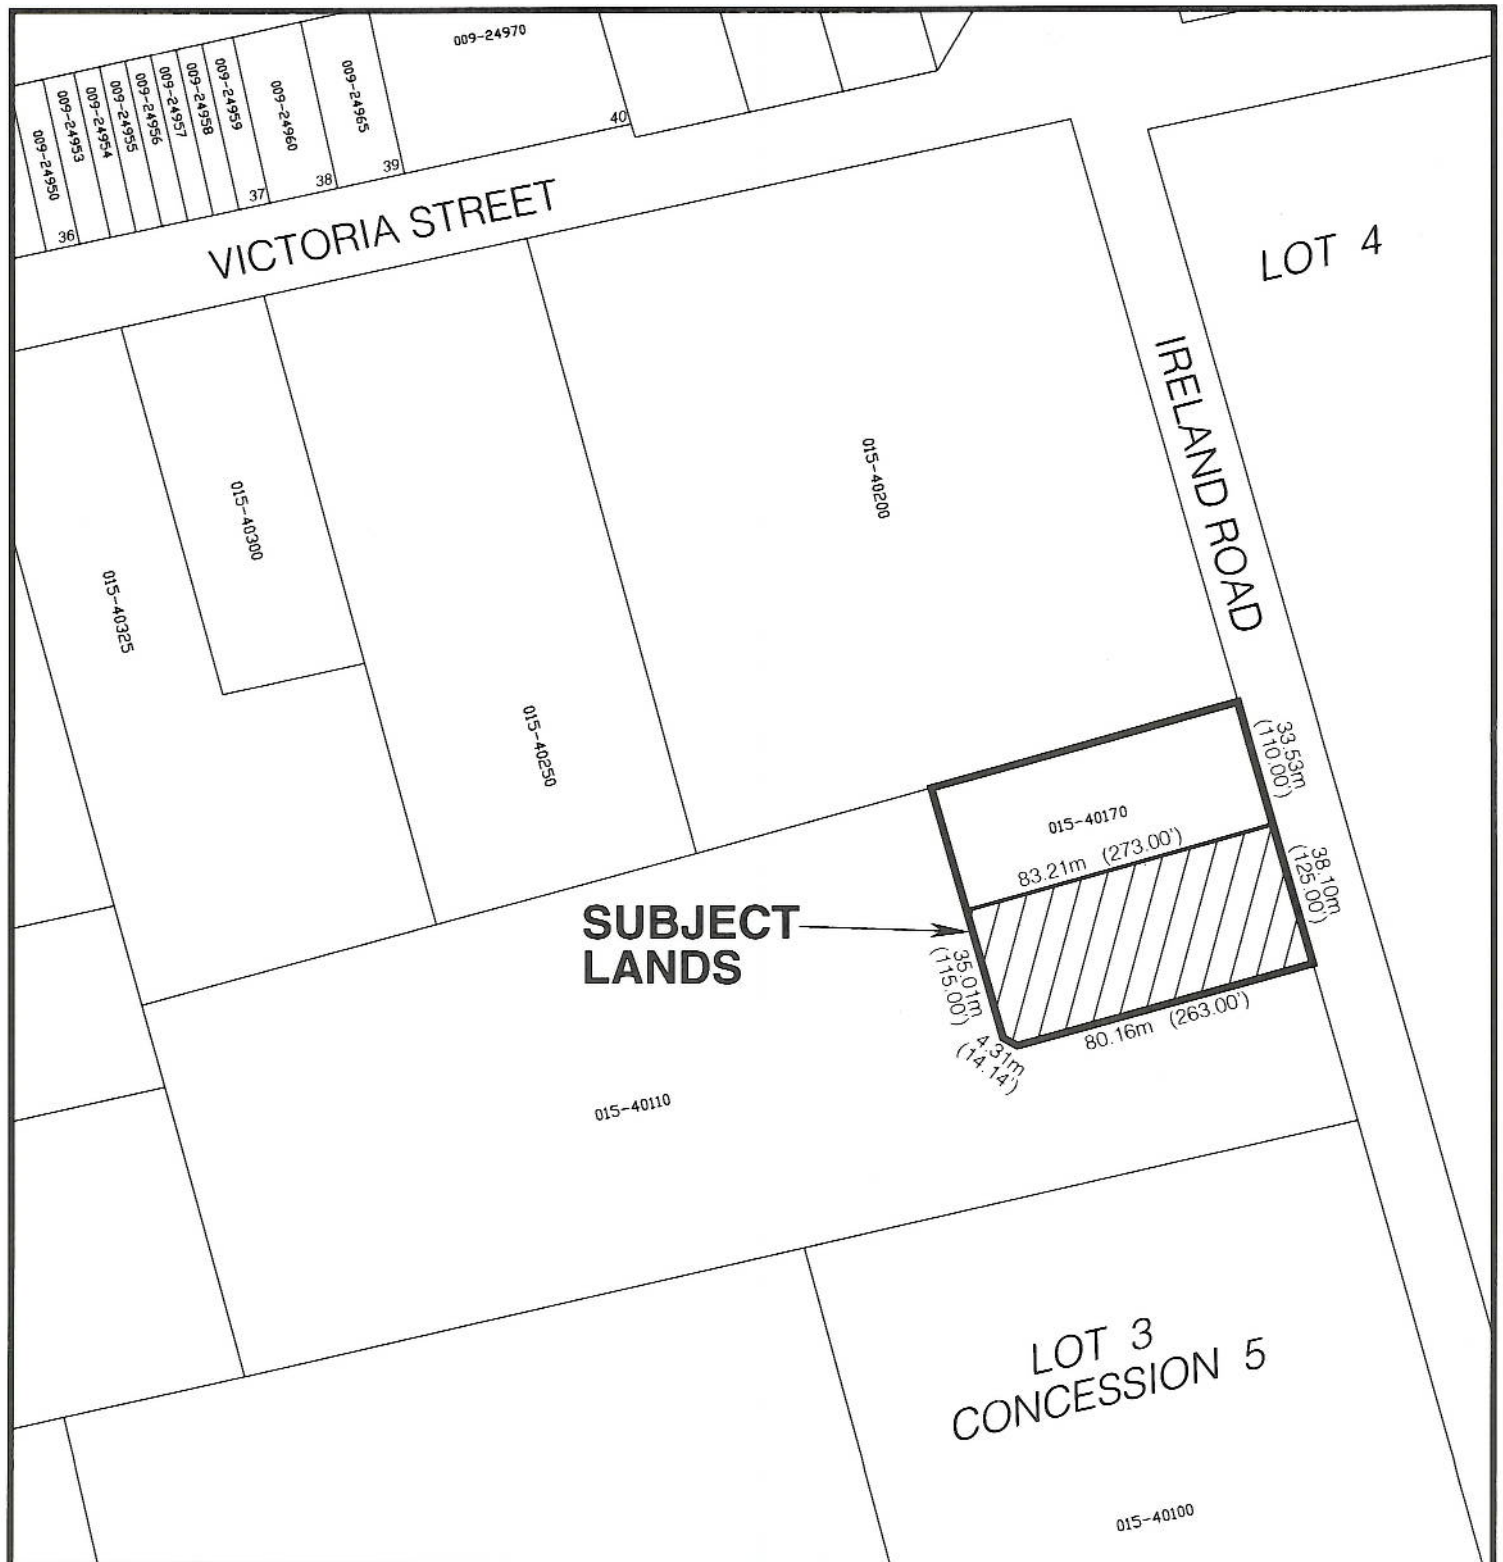 009-24970
009-24965
009-24960
009-24959
009-24958
009-24957
009-24956
009-24955
009-24954
009-24953
009-24950
40
39
38
37
36
VICTORIA STREET
LOT 4
IRELAND ROAD
015-40200
015-40300
015-40325
015-40250
33.53m
(110.00')
015-40170
83.21m (273.00')
38.10m
(125.00')
SUBJECT
LANDS
35.01m
(115.00')
80.16m (263.00')
4.31m
(14.14')
015-40110
LOT 3
CONCESSION 5
015-40100